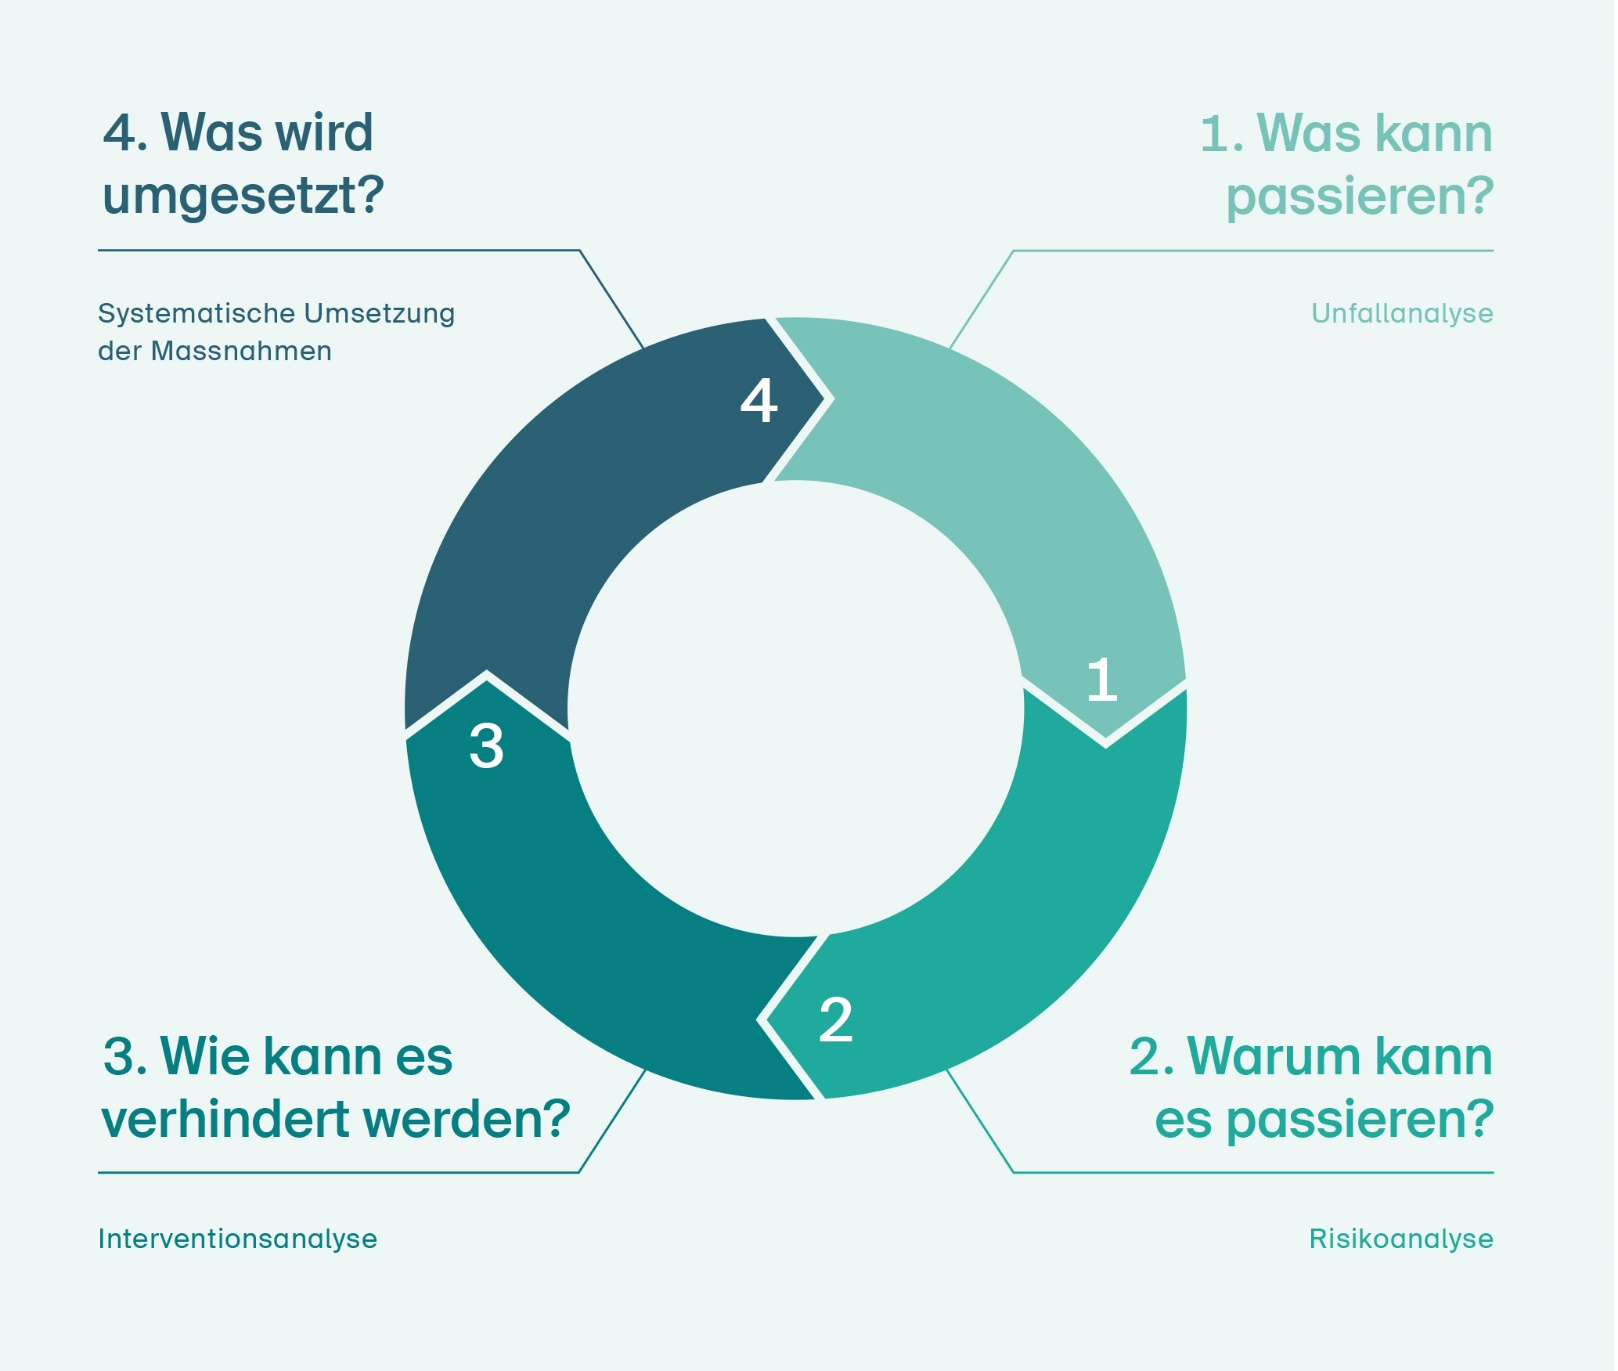 4. Was wird
umgesetzt?
Systematische Umsetzung
der Massnahmen
1. Was kann
passieren?
Unfallanalyse
4
1
3
2
3. Wie kann es
verhindert werden?
Interventionsanalyse
2. Warum kann
es passieren?
Risikoanalyse